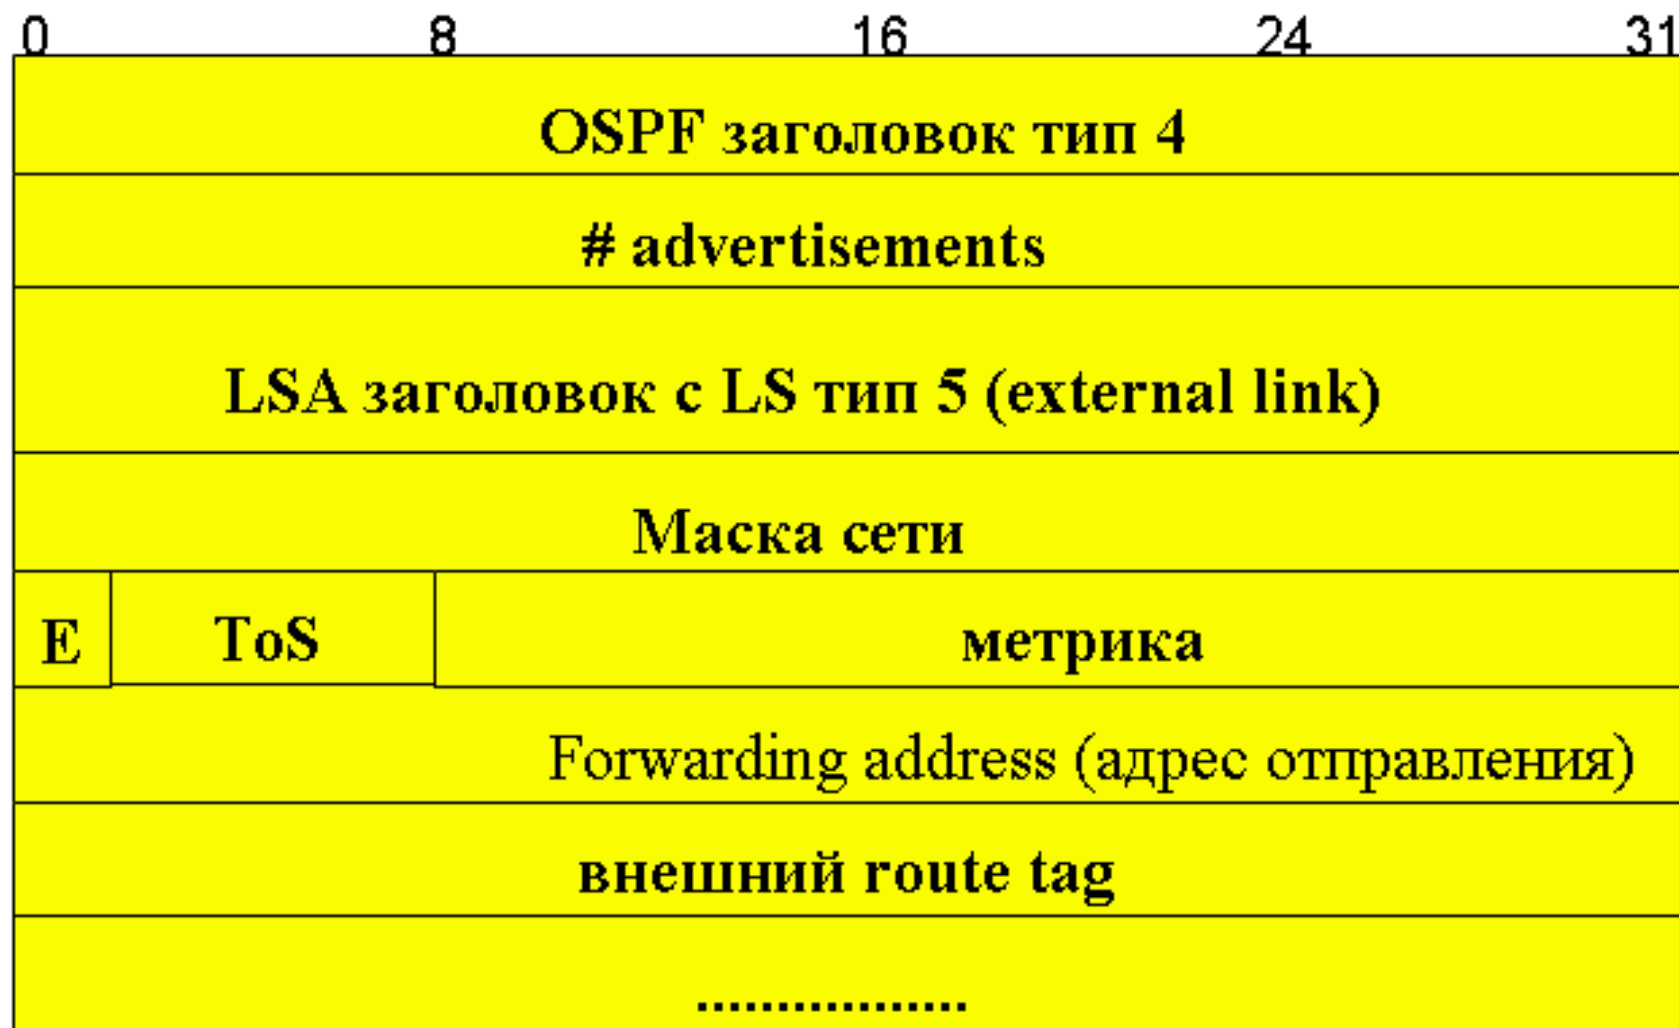 0 8 16 24 31
OSPF заголовок тип 4
# advertisements
LSA заголовок с LS тип 5 (external link)
Маска сети
E ToS метрика
Forwarding address (адрес отправления)
внешний route tag
.................